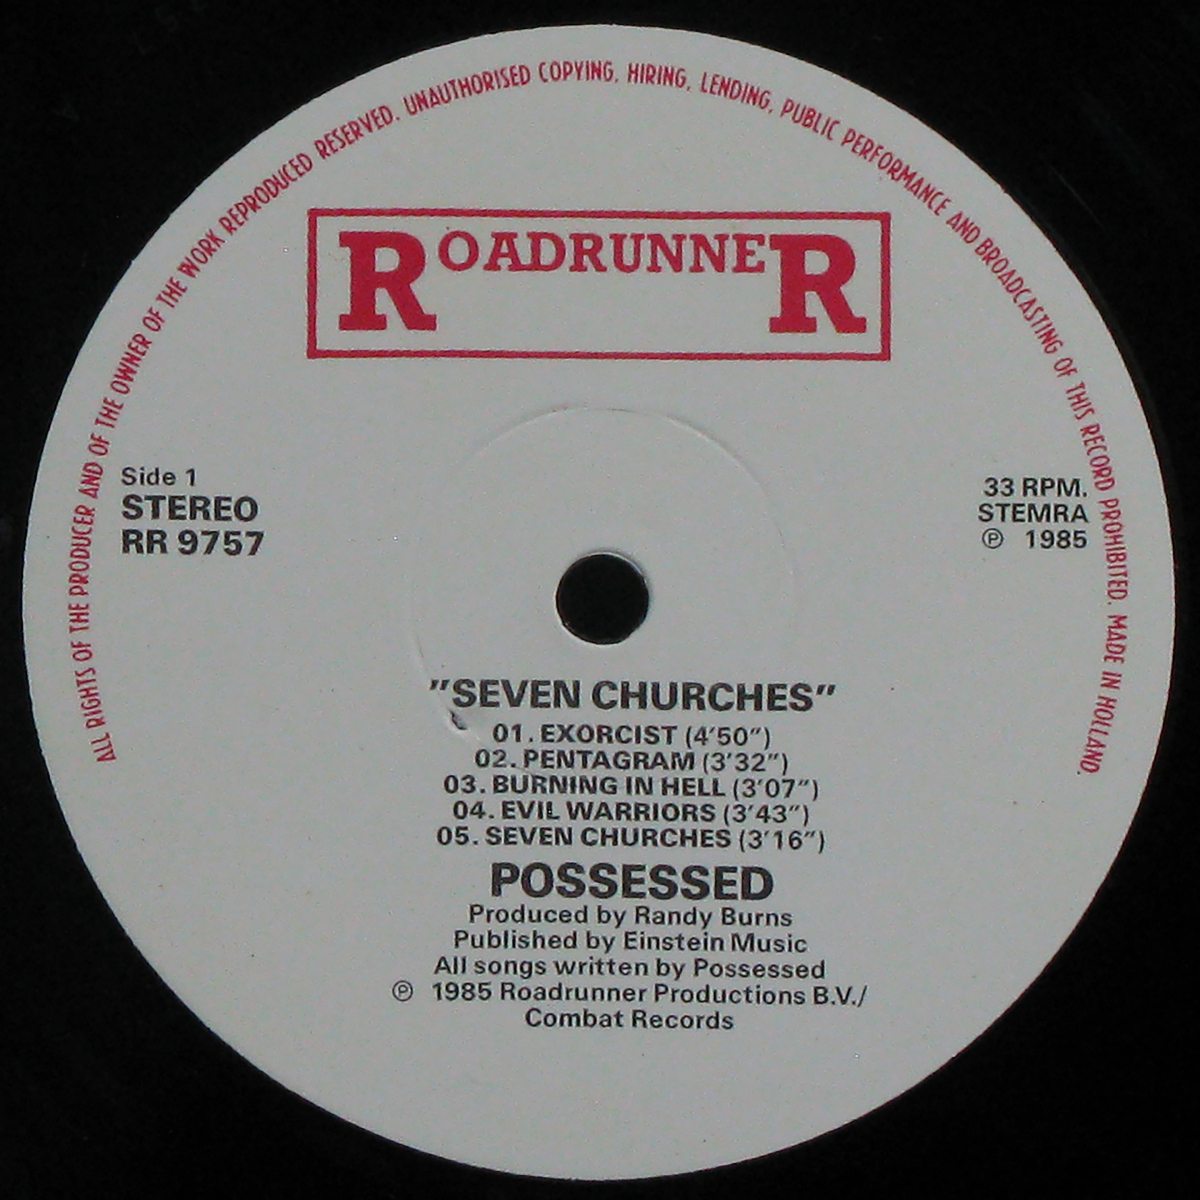 ALL RIGHTS OF THE PRODUCER AND OF THE OWNER OF THE WORK REPRODUCED RESERVED. UNAUTHORISED COPYING, HIRING, LENDING, PUBLIC PERFORMANCE AND BROADCASTING OF THIS RECORD PROHIBITED. MADE IN HOLLAND.
ROADRUNNER
Side 1
STEREO
RR 9757
33 RPM.
STEMRA
℗ 1985
"SEVEN CHURCHES"
01. EXORCIST (4'50")
02. PENTAGRAM (3'32")
03. BURNING IN HELL (3'07")
04. EVIL WARRIORS (3'43")
05. SEVEN CHURCHES (3'16")
POSSESSED
Produced by Randy Burns
Published by Einstein Music
All songs written by Possessed
℗ 1985 Roadrunner Productions B.V./
Combat Records